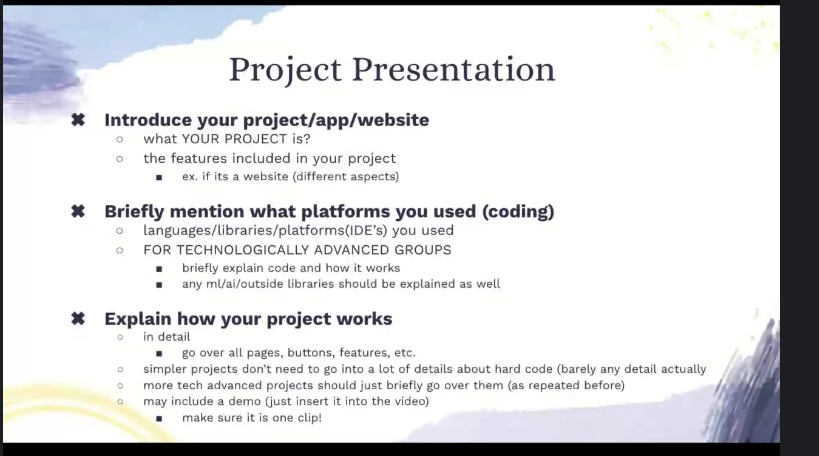 Project Presentation
✖ Introduce your project/app/website
○ what YOUR PROJECT is?
○ the features included in your project
■ ex. if its a website (different aspects)
✖ Briefly mention what platforms you used (coding)
○ languages/libraries/platforms(IDE's) you used
○ FOR TECHNOLOGICALLY ADVANCED GROUPS
■ briefly explain code and how it works
■ any ml/ai/outside libraries should be explained as well
✖ Explain how your project works
○ in detail
■ go over all pages, buttons, features, etc.
○ simpler projects don't need to go into a lot of details about hard code (barely any detail actually
○ more tech advanced projects should just briefly go over them (as repeated before)
○ may include a demo (just insert it into the video)
■ make sure it is one clip!